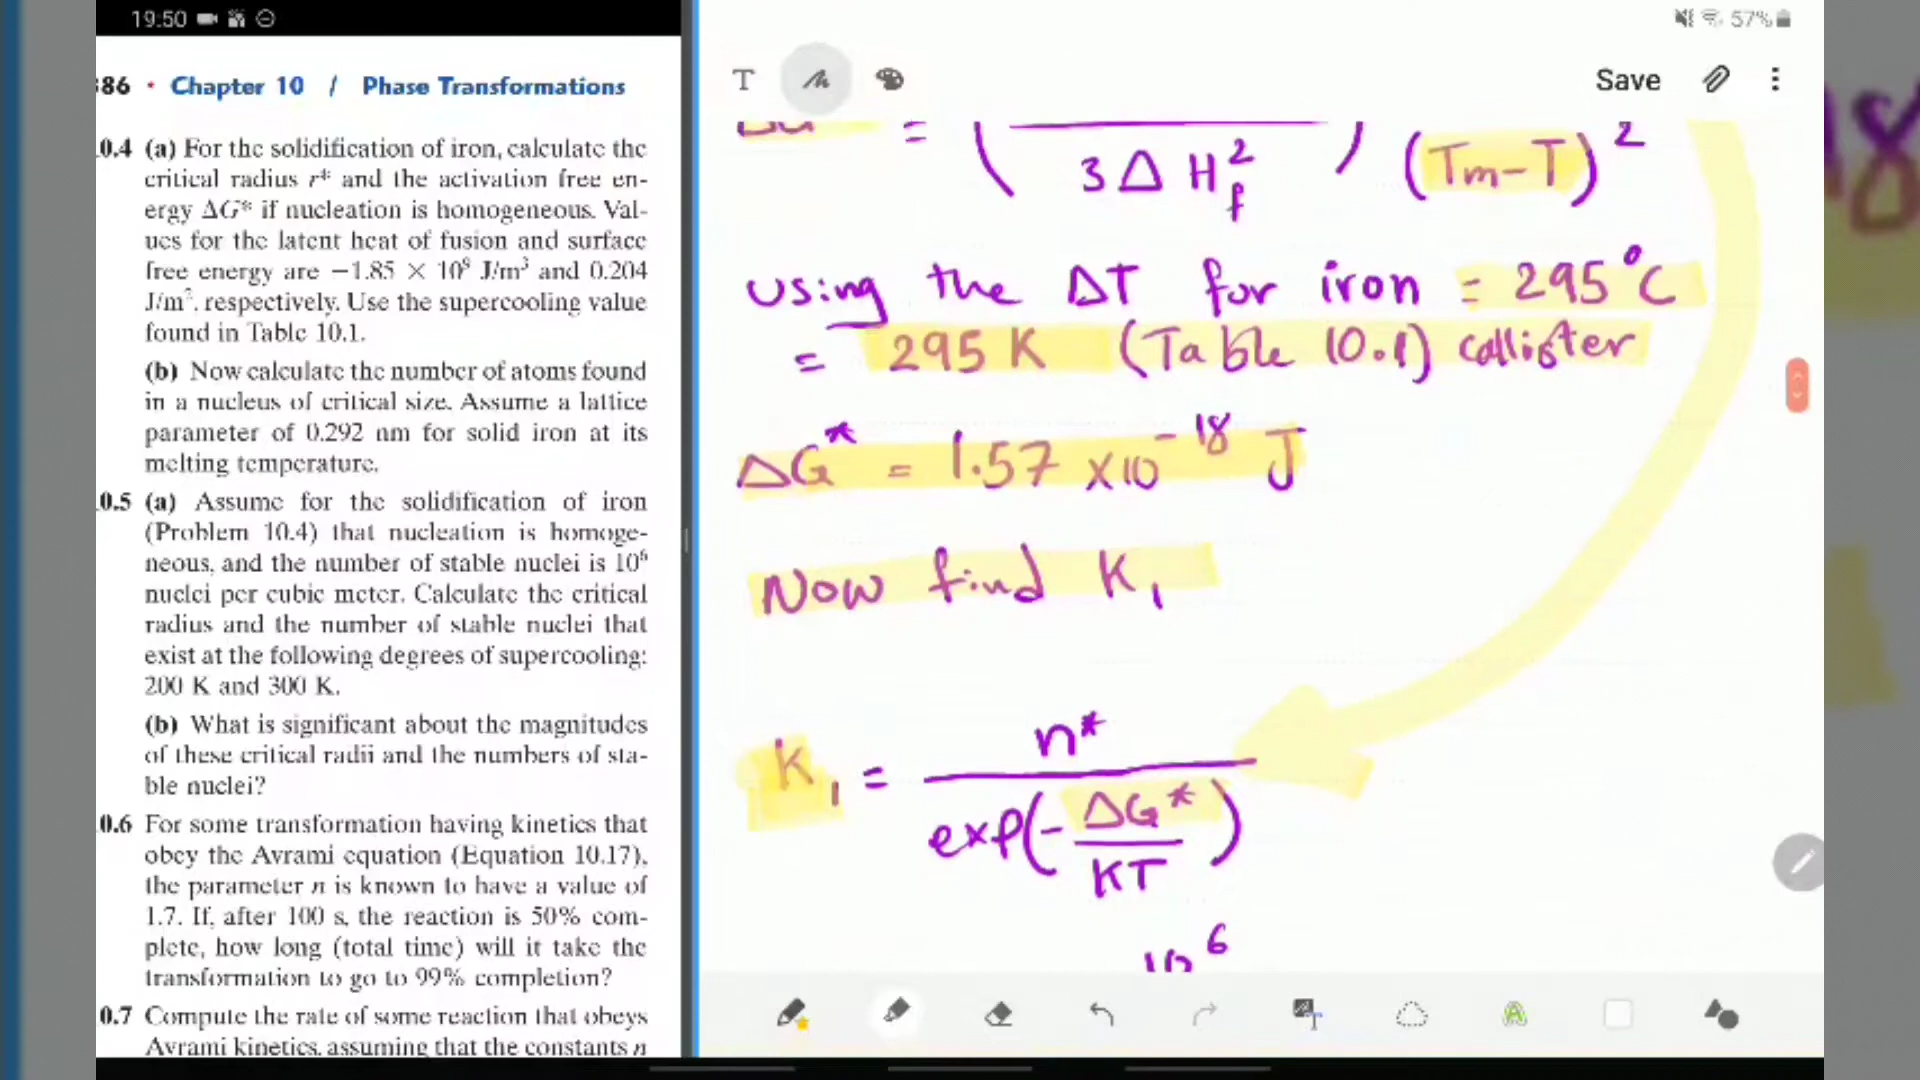 19.50
57%
386 • Chapter 10 / Phase Transformations
0.4 (a) For the solidification of iron, calculate the
critical radius r* and the activation free en-
ergy ΔG* if nucleation is homogeneous. Val-
ues for the latent heat of fusion and surface
free energy are −1.85 × 10⁹ J/m³ and 0.204
J/m², respectively. Use the supercooling value
found in Table 10.1.
(b) Now calculate the number of atoms found
in a nucleus of critical size. Assume a lattice
parameter of 0.292 nm for solid iron at its
melting temperature.
0.5 (a) Assume for the solidification of iron
(Problem 10.4) that nucleation is homoge-
neous, and the number of stable nuclei is 10⁶
nuclei per cubic meter. Calculate the critical
radius and the number of stable nuclei that
exist at the following degrees of supercooling:
200 K and 300 K.
(b) What is significant about the magnitudes
of these critical radii and the numbers of sta-
ble nuclei?
0.6 For some transformation having kinetics that
obey the Avrami equation (Equation 10.17),
the parameter n is known to have a value of
1.7. If, after 100 s, the reaction is 50% com-
plete, how long (total time) will it take the
transformation to go to 99% completion?
0.7 Compute the rate of some reaction that obeys
Avrami kinetics, assuming that the constants n
T
Save
= ( / 3ΔH_f² ) (Tm-T)²
Using the ΔT for iron = 295°C
= 295 K (Table 10.1) callister
ΔG* = 1.57 x10⁻¹⁸ J
Now find K₁
K₁ = n* / exp(- ΔG* / KT)
10⁶
T
A